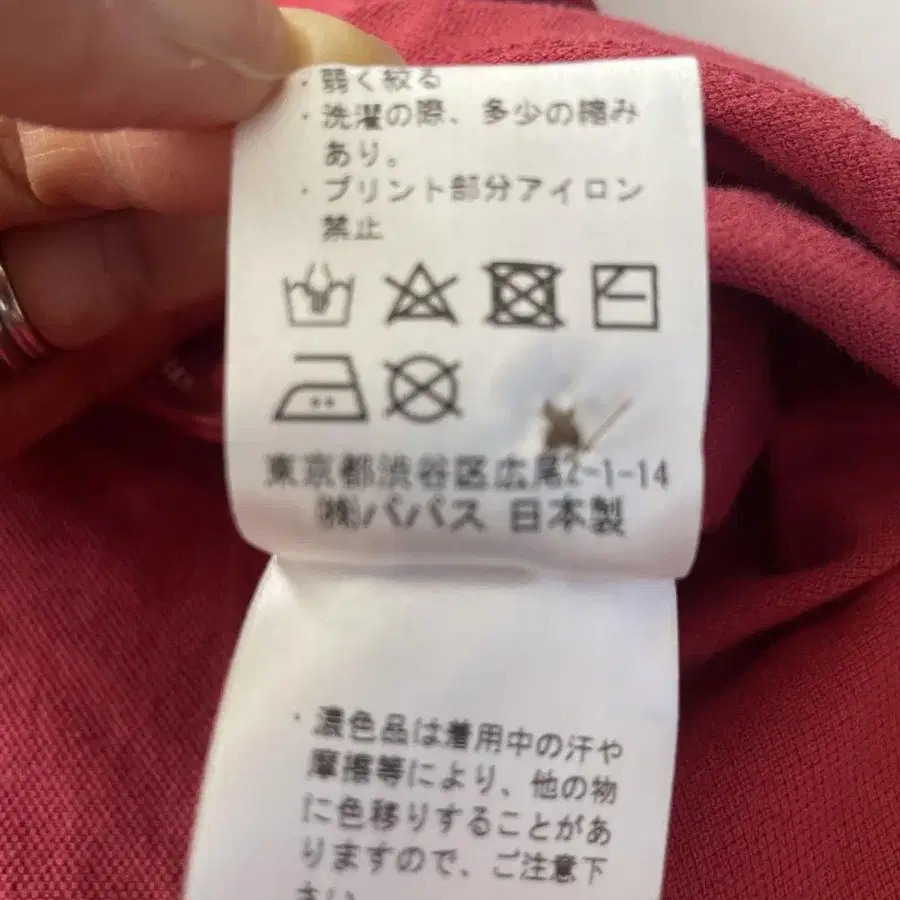 ・弱く絞る
・洗濯の際、多少の縮み
あり。
・プリント部分アイロン
禁止
東京都渋谷区広尾2-1-14
㈱パパス 日本製
・濃色品は着用中の汗や
摩擦等により、他の物
に色移りすることがあ
りますので、ご注意下
さい